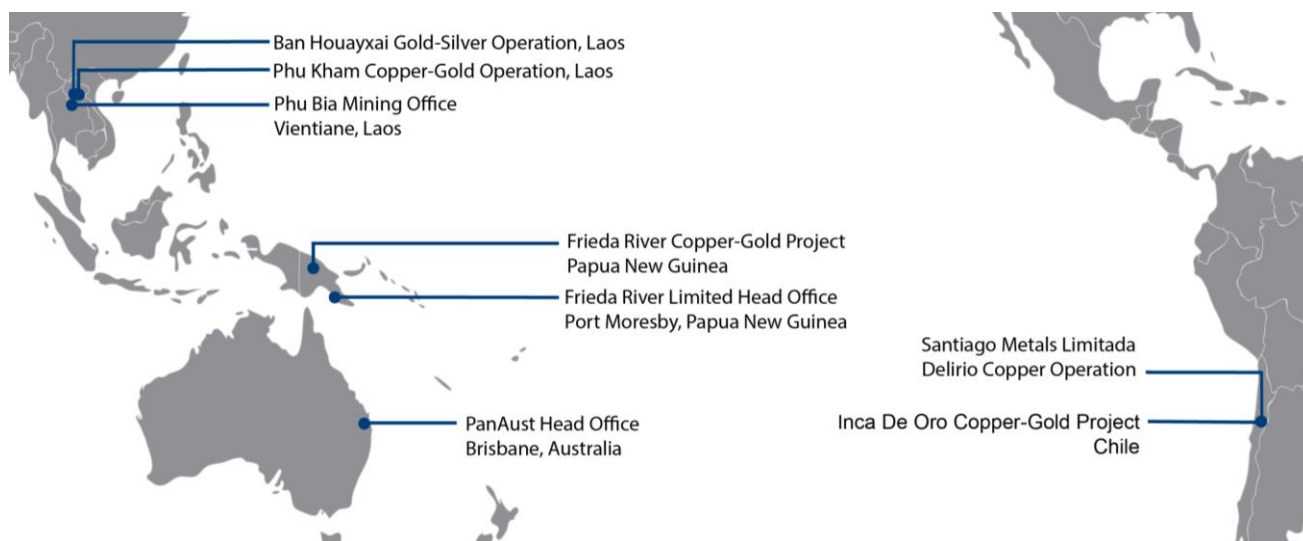 Ban Houayxai Gold-Silver Operation, Laos
Phu Kham Copper-Gold Operation, Laos
Phu Bia Mining Office
Vientiane, Laos
Frieda River Copper-Gold Project
Papua New Guinea
Frieda River Limited Head Office
Port Moresby, Papua New Guinea
Santiago Metals Limitada
Delirio Copper Operation
PanAust Head Office
Brisbane, Australia
Inca De Oro Copper-Gold Project
Chile